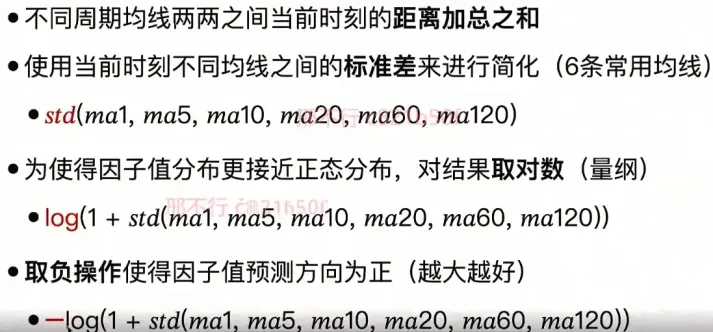 • 不同周期均线两两之间当前时刻的距离加总之和
• 使用当前时刻不同均线之间的标准差来进行简化（6条常用均线）
• std(ma1, ma5, ma10, ma20, ma60, ma120)
• 为使得因子值分布更接近正态分布，对结果取对数（量纲）
• log(1 + std(ma1, ma5, ma10, ma20, ma60, ma120))
• 取负操作使得因子值预测方向为正（越大越好）
• —log(1 + std(ma1, ma5, ma10, ma20, ma60, ma120))